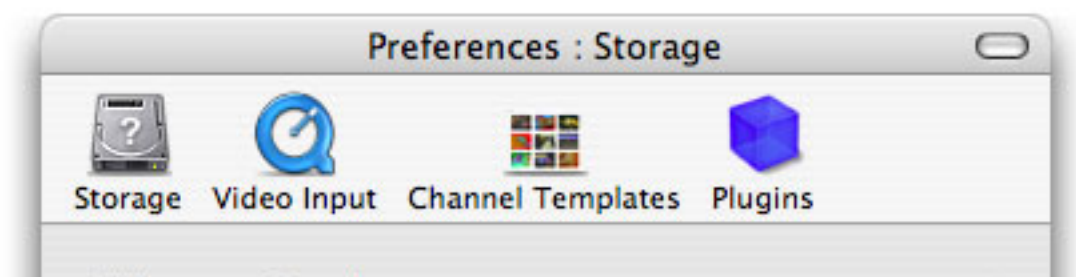 Preferences : Storage
?
Storage Video Input Channel Templates Plugins